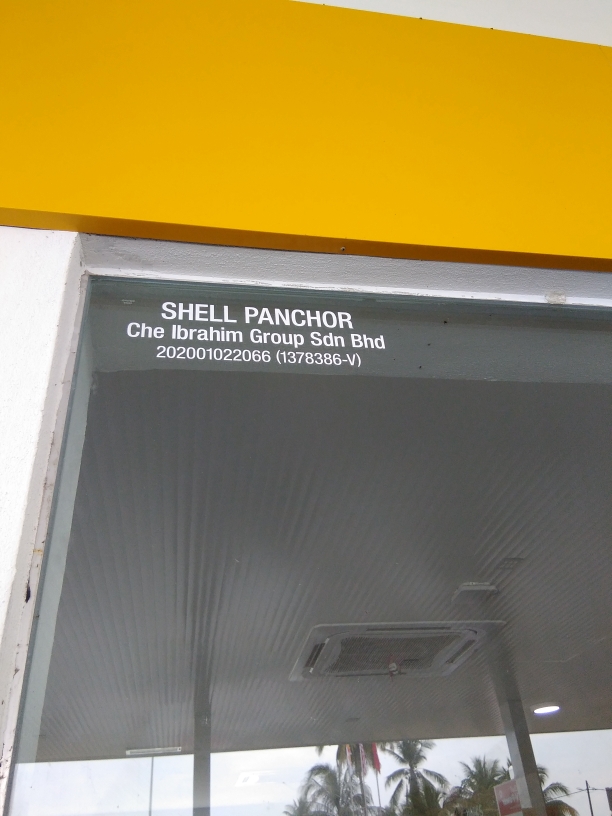 SHELL PANCHOR
Che Ibrahim Group Sdn Bhd
202001022066 (1378386-V)